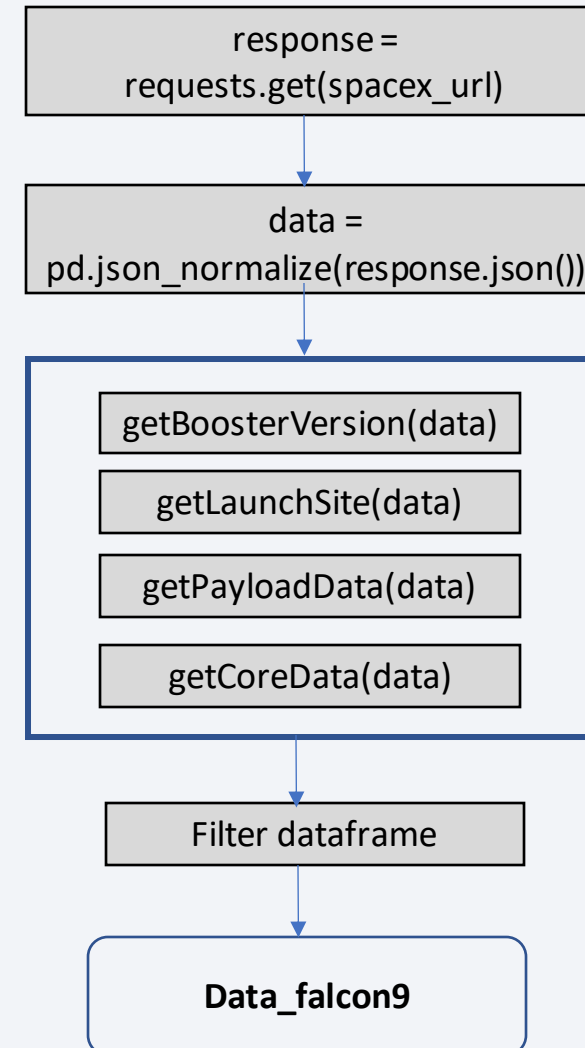 response =
requests.get(spacex_url)
data =
pd.json_normalize(response.json())
getBoosterVersion(data)
getLaunchSite(data)
getPayloadData(data)
getCoreData(data)
Filter dataframe
Data_falcon9